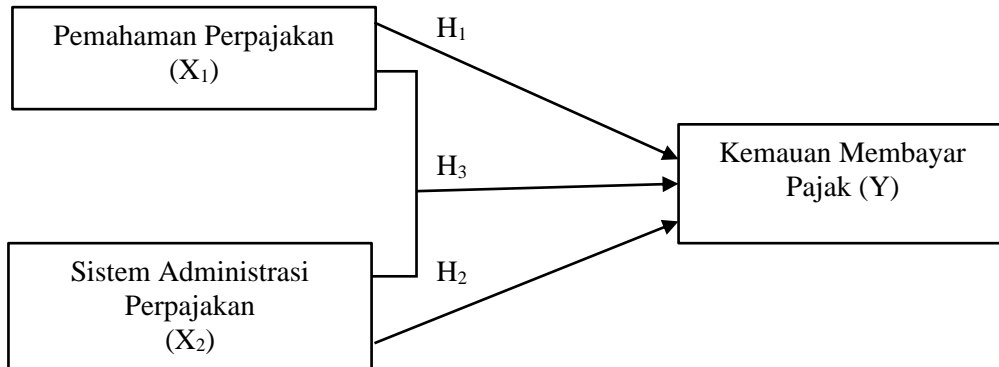 Pemahaman Perpajakan
(X₁)
H₁
Kemauan Membayar
Pajak (Y)
H₃
Sistem Administrasi
Perpajakan
(X₂)
H₂